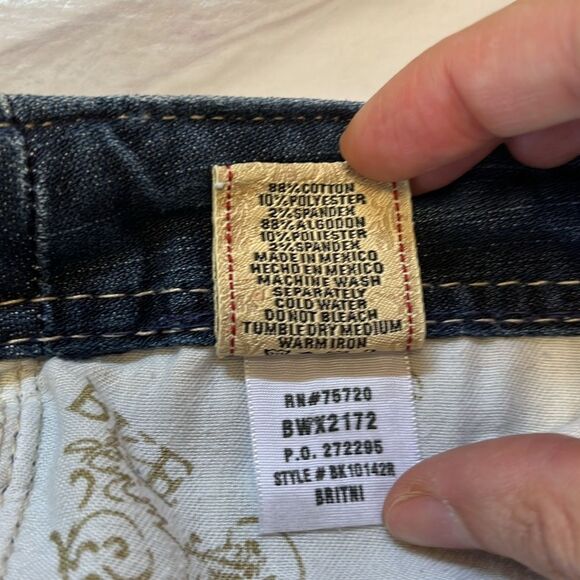 88% COTTON
10% POLYESTER
2% SPANDEX
88% ALGODON
10% POLYESTER
2% SPANDEX
MADE IN MEXICO
HECHO EN MEXICO
MACHINE WASH
SEPARATELY
COLD WATER
DO NOT BLEACH
TUMBLE DRY MEDIUM
WARM IRON
RN#75720
BWX2172
P.O. 272295
STYLE # BK10142R
BRITNI